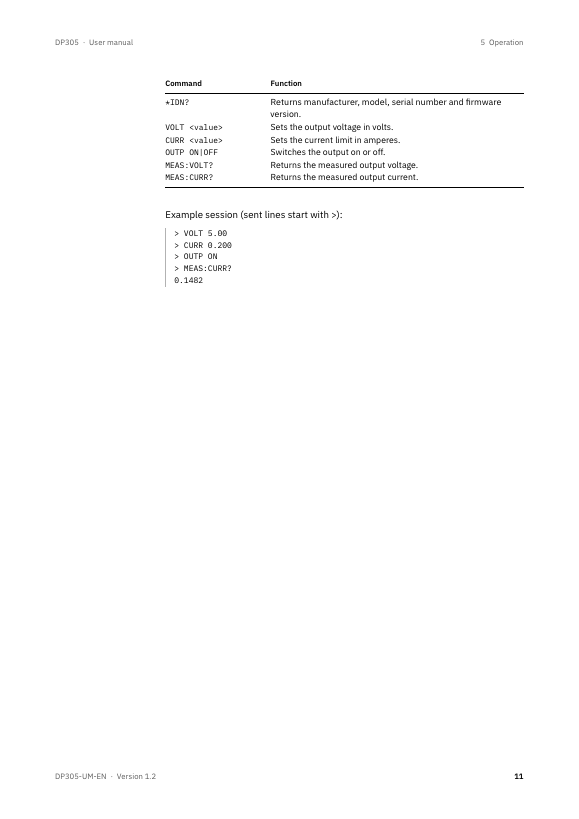 DP305 · User manual
5 Operation
Command Function
*IDN? Returns manufacturer, model, serial number and firmware
version.
VOLT <value> Sets the output voltage in volts.
CURR <value> Sets the current limit in amperes.
OUTP ON|OFF Switches the output on or off.
MEAS:VOLT? Returns the measured output voltage.
MEAS:CURR? Returns the measured output current.
Example session (sent lines start with >):
> VOLT 5.00
> CURR 0.200
> OUTP ON
> MEAS:CURR?
0.1482
DP305-UM-EN · Version 1.2
11